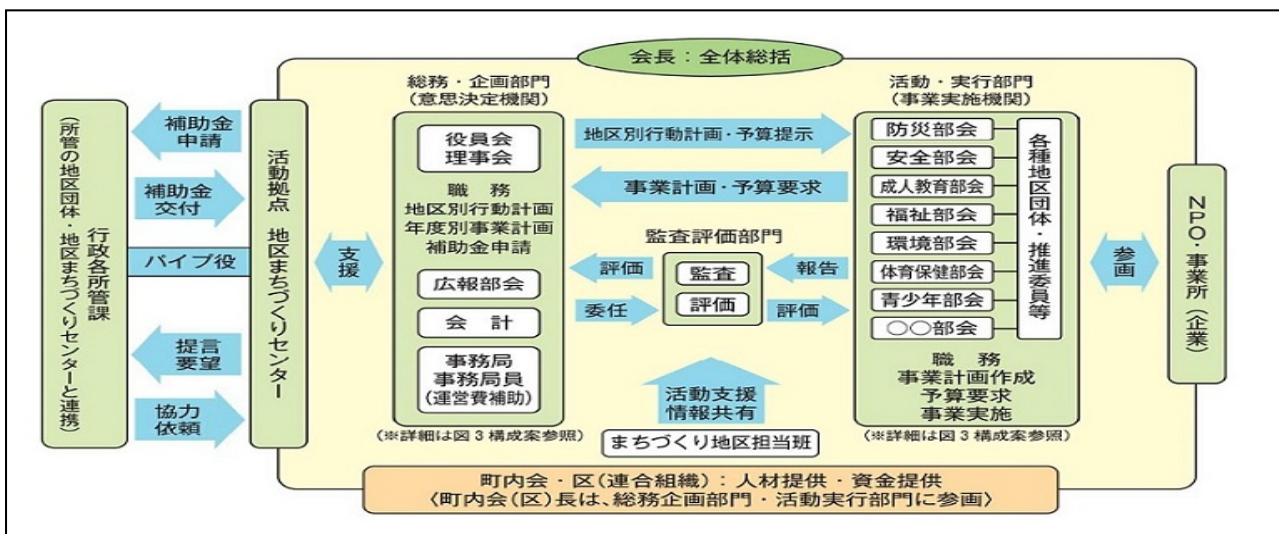 会長：全体総括
総務・企画部門
（意思決定機関）
活動・実行部門
（事業実施機関）
行政各所管課
（所管の地区団体・地区まちづくりセンターと連携）
補助金
申請
補助金
交付
パイプ役
提言
要望
協力
依頼
活動拠点 地区まちづくりセンター
支援
役員会
理事会
職 務
地区別行動計画
年度別事業計画
補助金申請
広報部会
会 計
事務局
事務局員
（運営費補助）
（※詳細は図３構成案参照）
地区別行動計画・予算提示
事業計画・予算要求
監査評価部門
評価
委任
監査
評価
報告
評価
活動支援
情報共有
まちづくり地区担当班
防災部会
安全部会
成人教育部会
福祉部会
環境部会
体育保健部会
青少年部会
〇〇部会
各種地区団体・推進委員等
職 務
事業計画作成
予算要求
事業実施
（※詳細は図３構成案参照）
参画
NPO・事業所（企業）
町内会・区（連合組織）：人材提供・資金提供
〈町内会（区）長は、総務企画部門・活動実行部門に参画〉